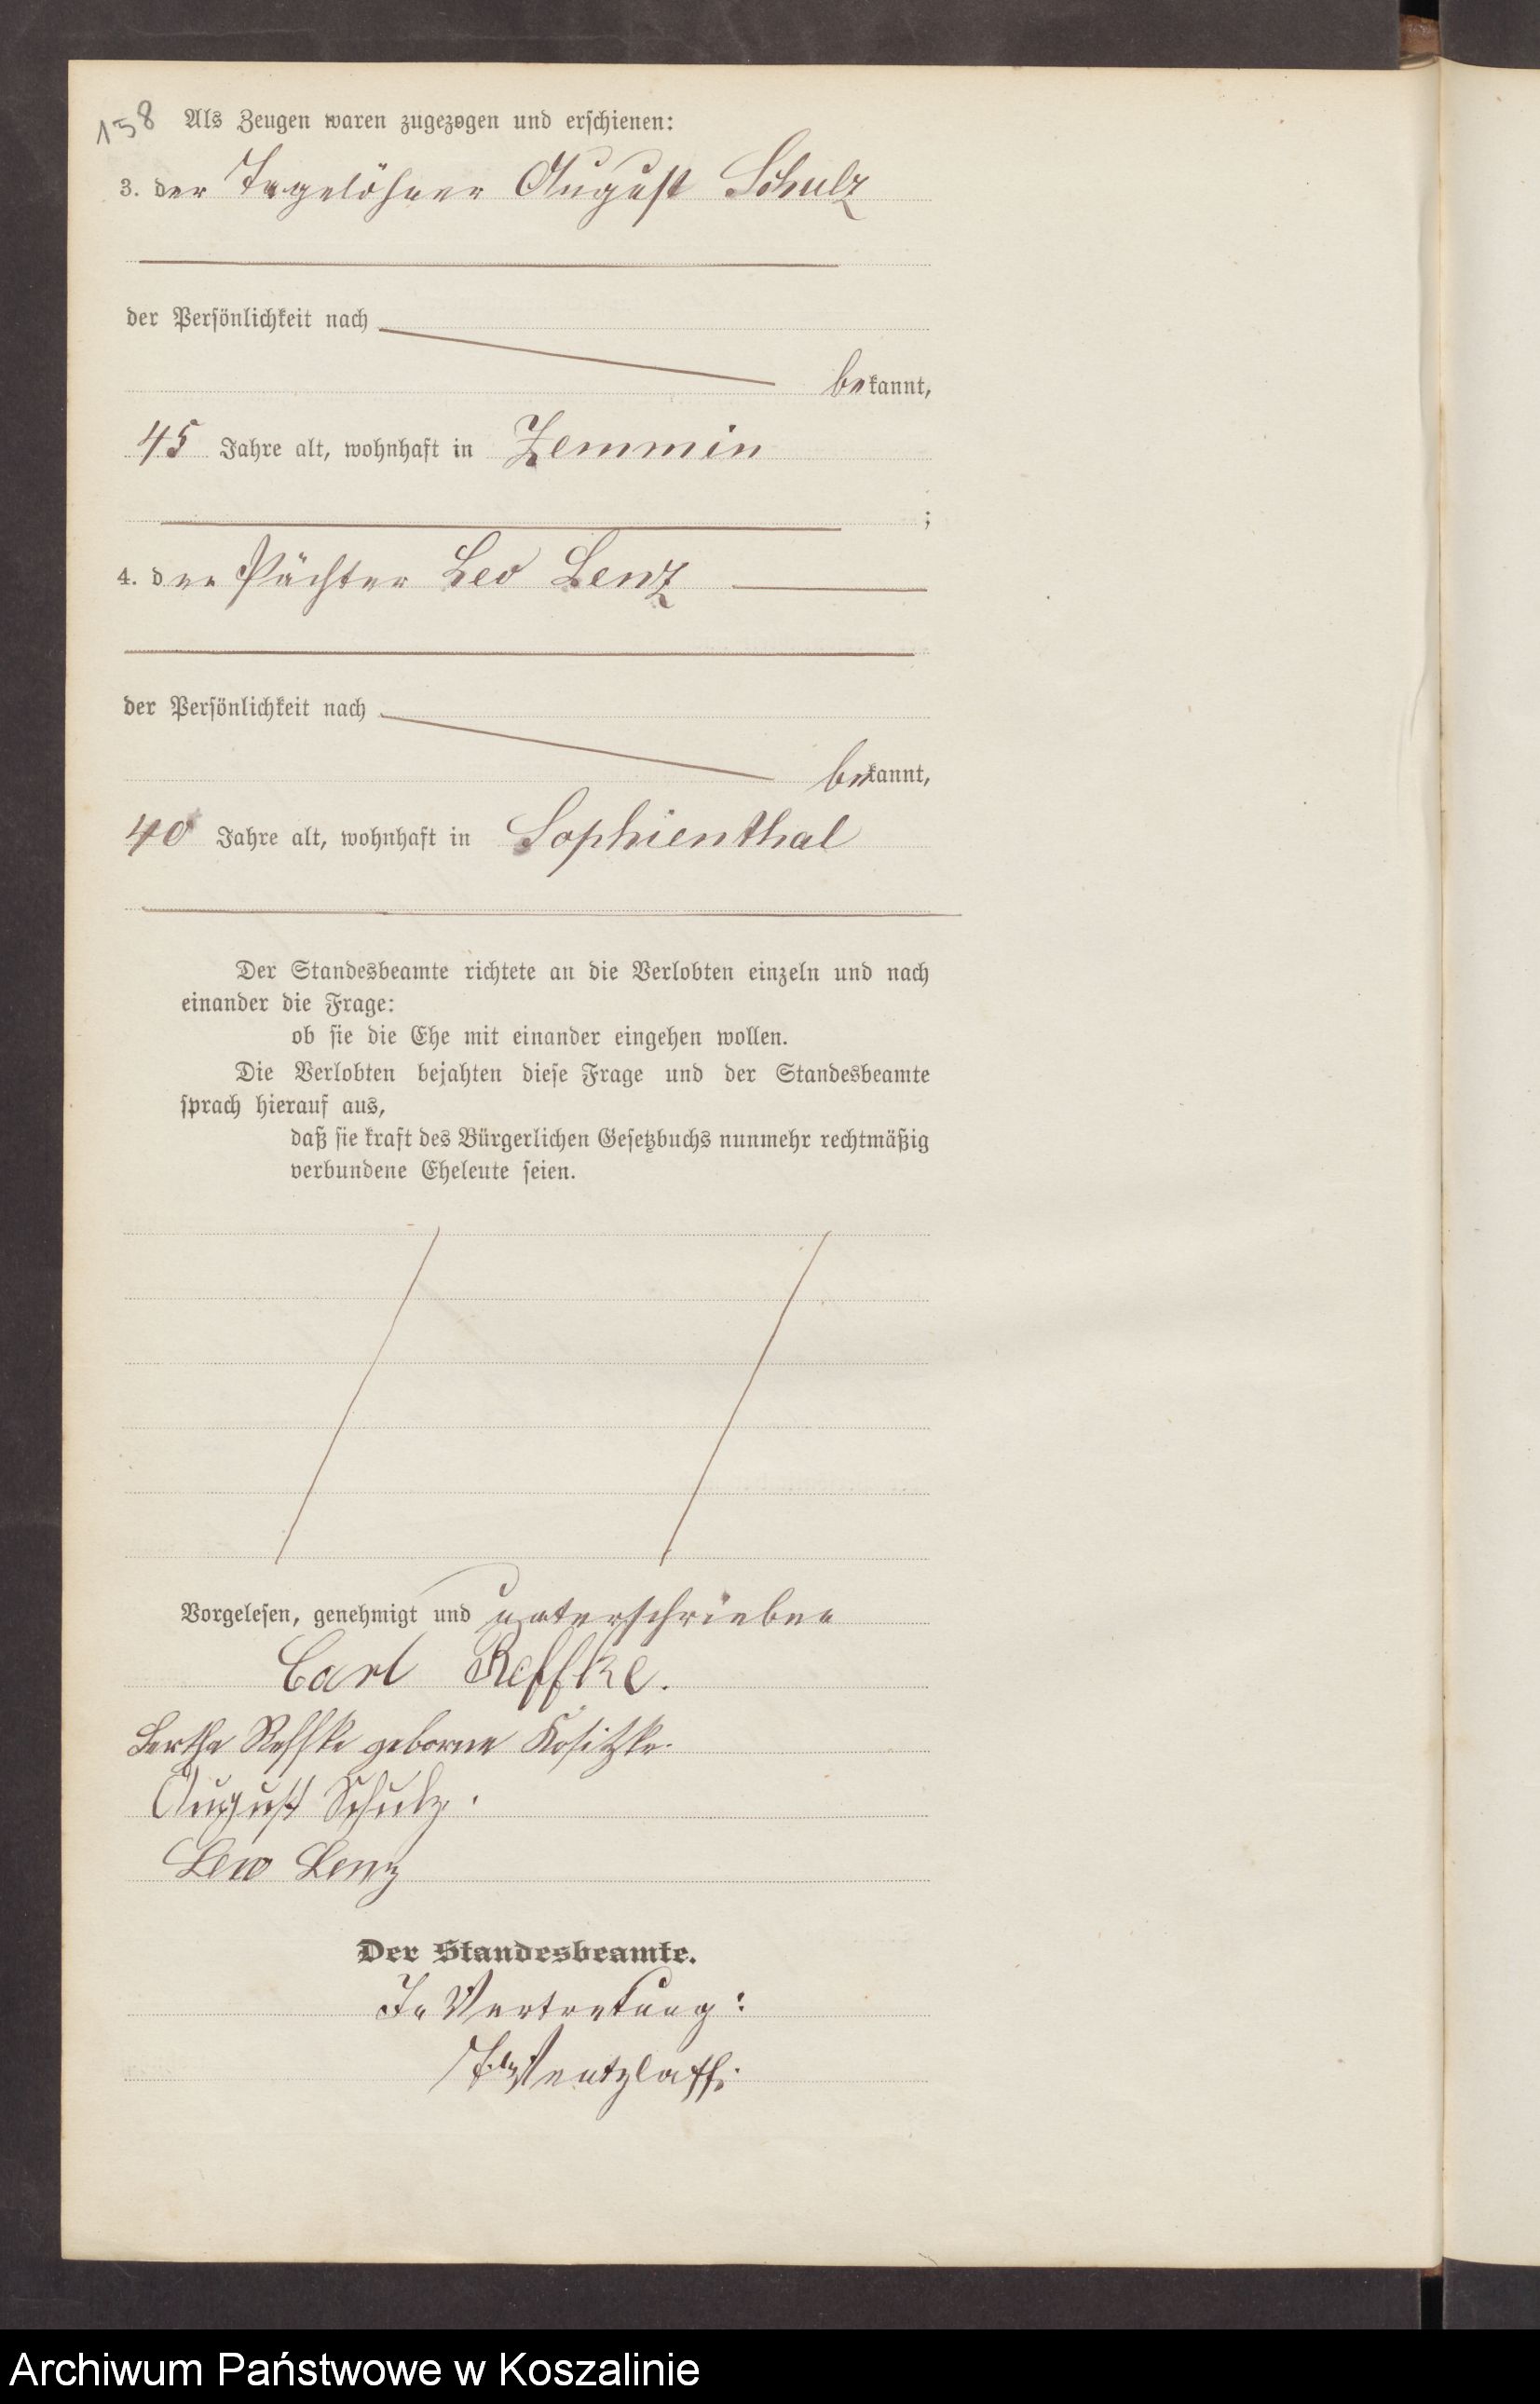 158 Als Zeugen waren zugezogen und erschienen:
3. der Tagelöhner August Schulz
der Persönlichkeit nach
bekannt,
45 Jahre alt, wohnhaft in Zemmin
;
4. der Pächter Leo Lenz
der Persönlichkeit nach
bekannt,
40 Jahre alt, wohnhaft in Sophienthal
Der Standesbeamte richtete an die Verlobten einzeln und nach
einander die Frage:
ob sie die Ehe mit einander eingehen wollen.
Die Verlobten bejahten diese Frage und der Standesbeamte
sprach hierauf aus,
daß sie kraft des Bürgerlichen Gesetzbuchs nunmehr rechtmäßig
verbundene Eheleute seien.
Vorgelesen, genehmigt und unterschrieben
Carl Reffke.
Bertha Reffke geborne Kositzke.
August Schulz.
Leo Lenz
Der Standesbeamte.
In Vertretung:
Wentzlaff.
Archiwum Państwowe w Koszalinie